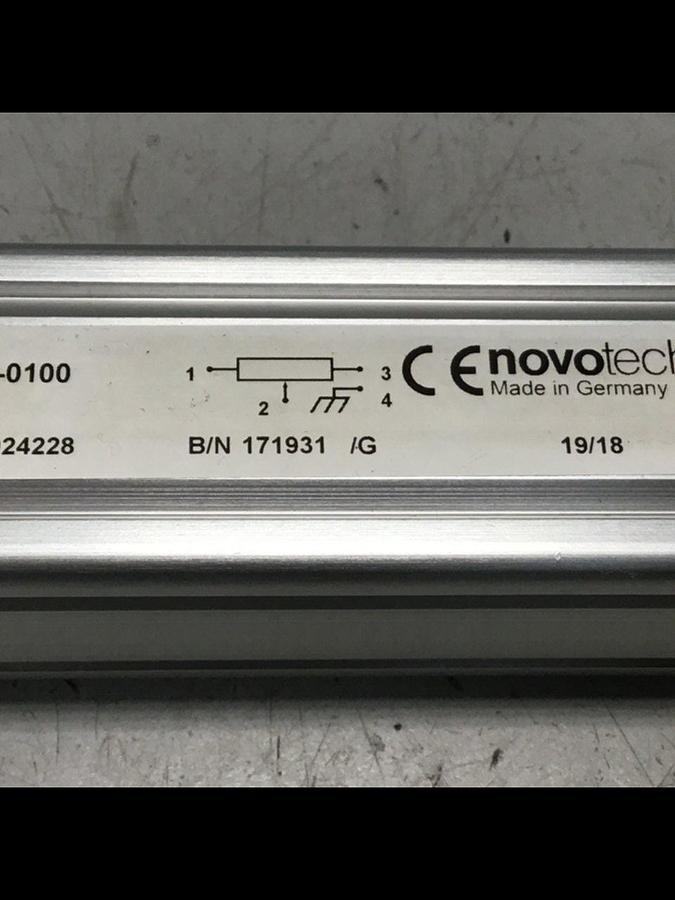 -0100
1
3
CE
novotech
Made in Germany
2
4
24228
B/N 171931 /G
19/18